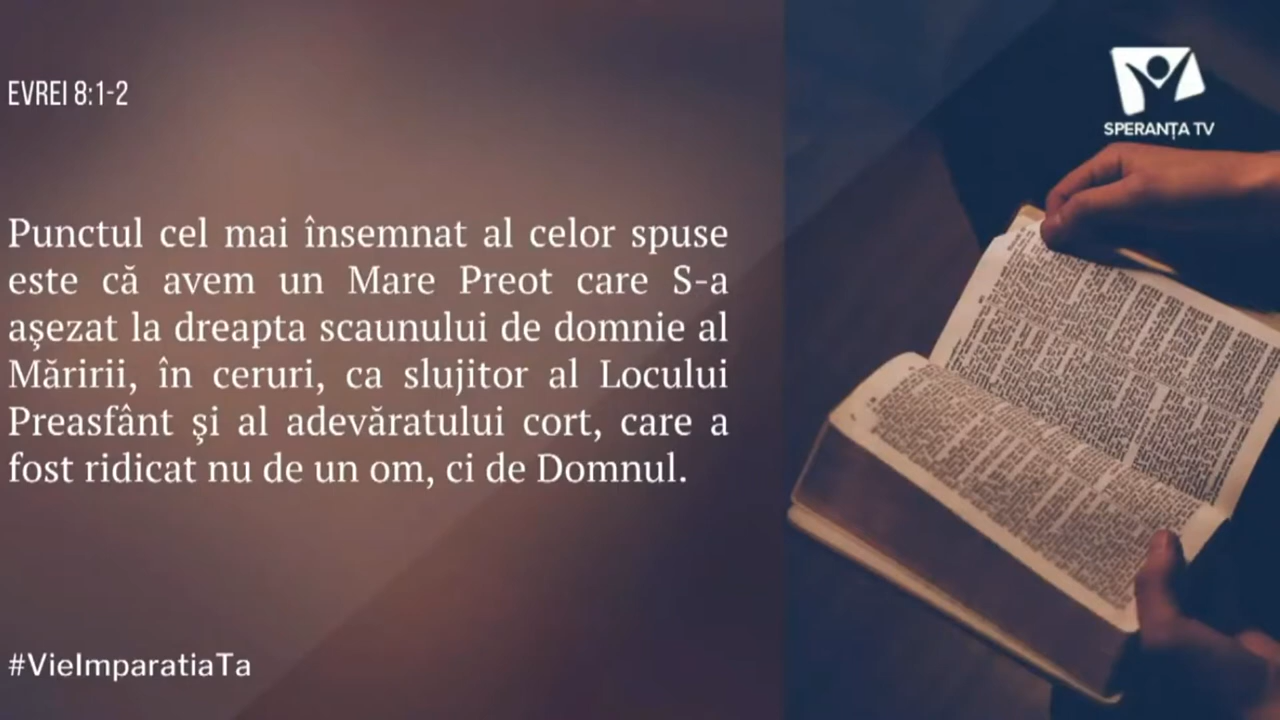 EVREI 8:1-2
SPERANȚA TV
Punctul cel mai însemnat al celor spuse
este că avem un Mare Preot care S-a
aşezat la dreapta scaunului de domnie al
Măririi, în ceruri, ca slujitor al Locului
Preasfânt şi al adevăratului cort, care a
fost ridicat nu de un om, ci de Domnul.
#VieImparatiaTa